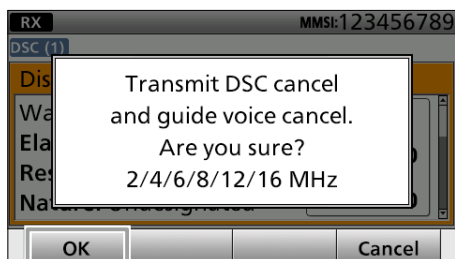 RX MMSI:123456789
DSC (1)
Dis
Wa
Ela
Res
Transmit DSC cancel
and guide voice cancel.
Are you sure?
2/4/6/8/12/16 MHz
OK Cancel